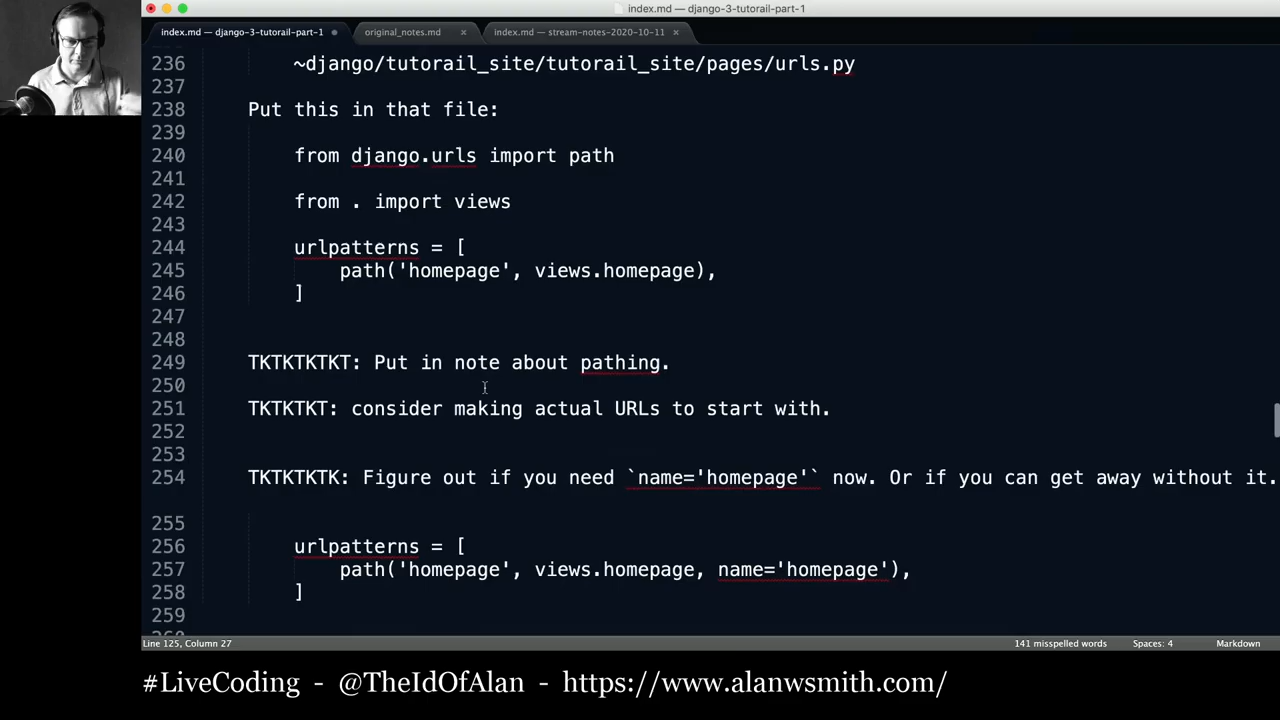 index.md — django-3-tutorail-part-1
index.md — django-3-tutorail-part-1
original_notes.md
index.md — stream-notes-2020-10-11
236 ~django/tutorail_site/tutorail_site/pages/urls.py
237
238 Put this in that file:
239
240 from django.urls import path
241
242 from . import views
243
244 urlpatterns = [
245 path('homepage', views.homepage),
246 ]
247
248
249 TKTKTKTKT: Put in note about pathing.
250
251 TKTKTKT: consider making actual URLs to start with.
252
253
254 TKTKTKTK: Figure out if you need `name='homepage'` now. Or if you can get away without it.
255
256 urlpatterns = [
257 path('homepage', views.homepage, name='homepage'),
258 ]
259
Line 125, Column 27
141 misspelled words
Spaces: 4
Markdown
#LiveCoding - @TheIdOfAlan - https://www.alanwsmith.com/